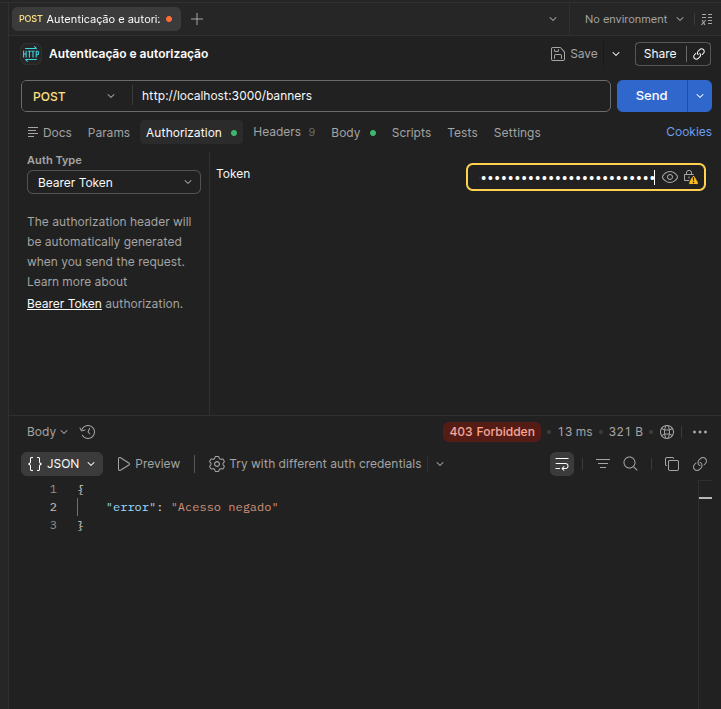 POST Autenticação e autori:
No environment
HTTP Autenticação e autorização
Save
Share
POST
http://localhost:3000/banners
Send
Docs
Params
Authorization
Headers 9
Body
Scripts
Tests
Settings
Cookies
Auth Type
Bearer Token
Token
••••••••••••••••••••••••••
The authorization header will
be automatically generated
when you send the request.
Learn more about
Bearer Token authorization.
Body
403 Forbidden • 13 ms • 321 B
{} JSON
Preview
Try with different auth credentials
1 {
2 "error": "Acesso negado"
3 }